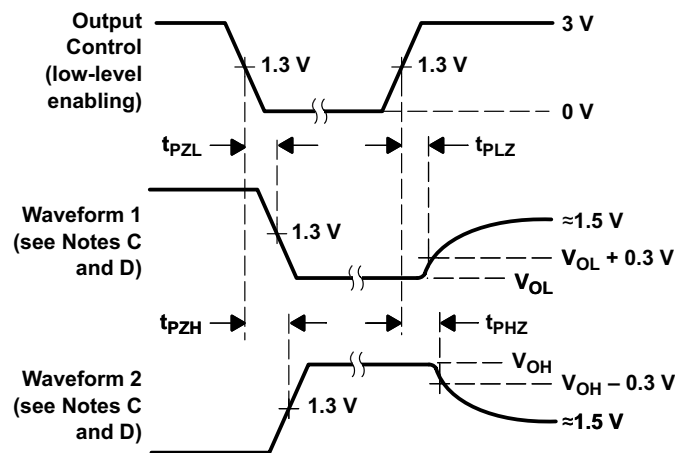 Output
Control
(low-level
enabling)
1.3 V
1.3 V
3 V
0 V
tPZL
tPLZ
Waveform 1
(see Notes C
and D)
1.3 V
≈1.5 V
VOL + 0.3 V
VOL
tPZH
tPHZ
Waveform 2
(see Notes C
and D)
1.3 V
VOH
VOH – 0.3 V
≈1.5 V